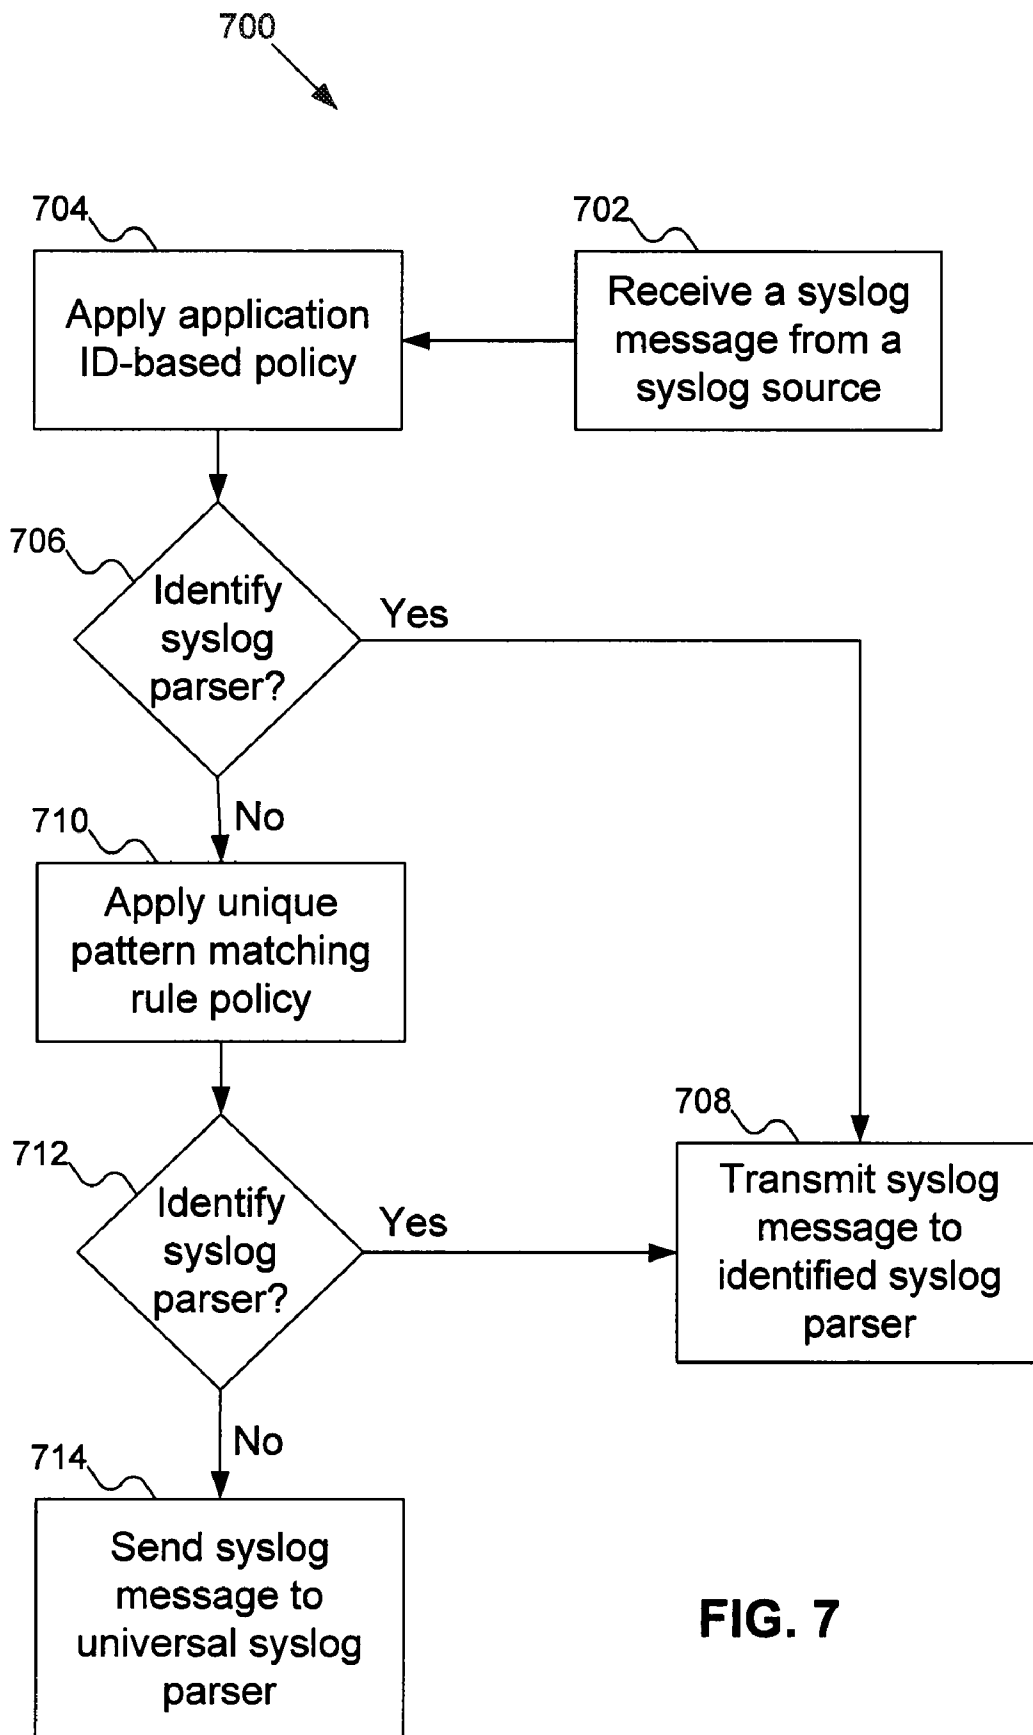 700
704
702
Apply application
ID-based policy
Receive a syslog
message from a
syslog source
706
Identify
syslog
parser?
Yes
No
710
Apply unique
pattern matching
rule policy
708
Transmit syslog
message to
identified syslog
parser
712
Identify
syslog
parser?
Yes
No
714
Send syslog
message to
universal syslog
parser
FIG. 7